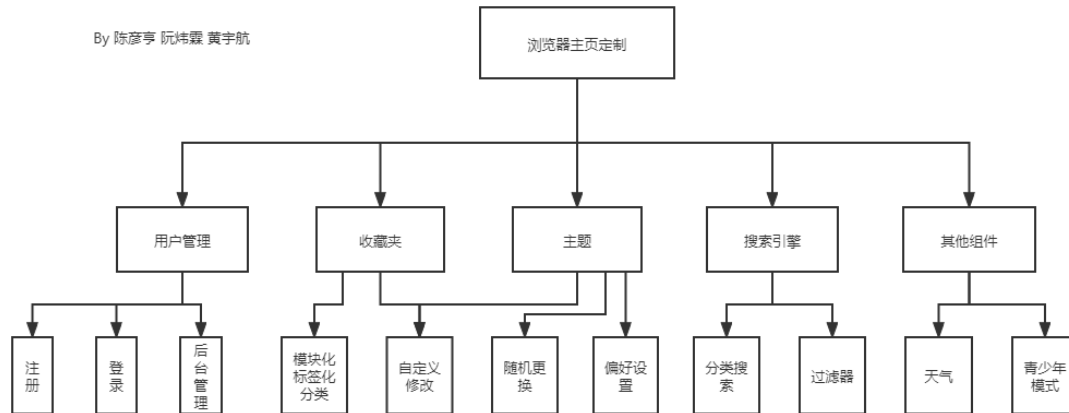 By 陈彦亨 阮炜霖 黄宇航
浏览器主页定制
用户管理
收藏夹
主题
搜索引擎
其他组件
注
册
登
录
后
台
管
理
模块化
标签化
分类
自定义
修改
随机更
换
偏好设
置
分类搜
索
过滤器
天气
青少年
模式